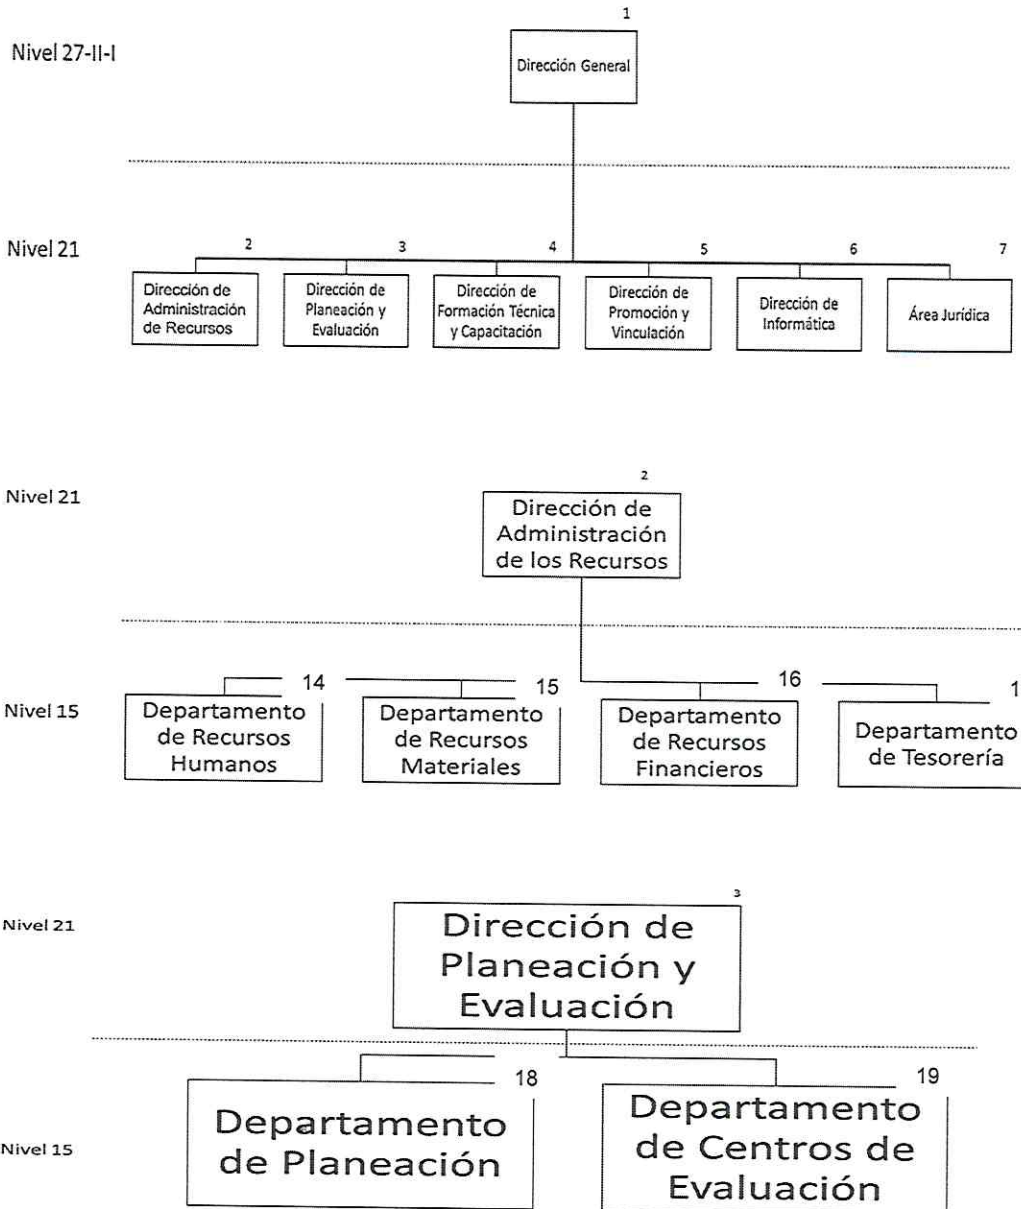 1
Nivel 27-II-I
Dirección General
Nivel 21
2
3
4
5
6
7
Dirección de
Administración
de Recursos
Dirección de
Planeación y
Evaluación
Dirección de
Formación Técnica
y Capacitación
Dirección de
Promoción y
Vinculación
Dirección de
Informática
Área Jurídica
2
Nivel 21
Dirección de
Administración
de los Recursos
14
15
16
1
Nivel 15
Departamento
de Recursos
Humanos
Departamento
de Recursos
Materiales
Departamento
de Recursos
Financieros
Departamento
de Tesorería
3
Nivel 21
Dirección de
Planeación y
Evaluación
18
19
Nivel 15
Departamento
de Planeación
Departamento
de Centros de
Evaluación